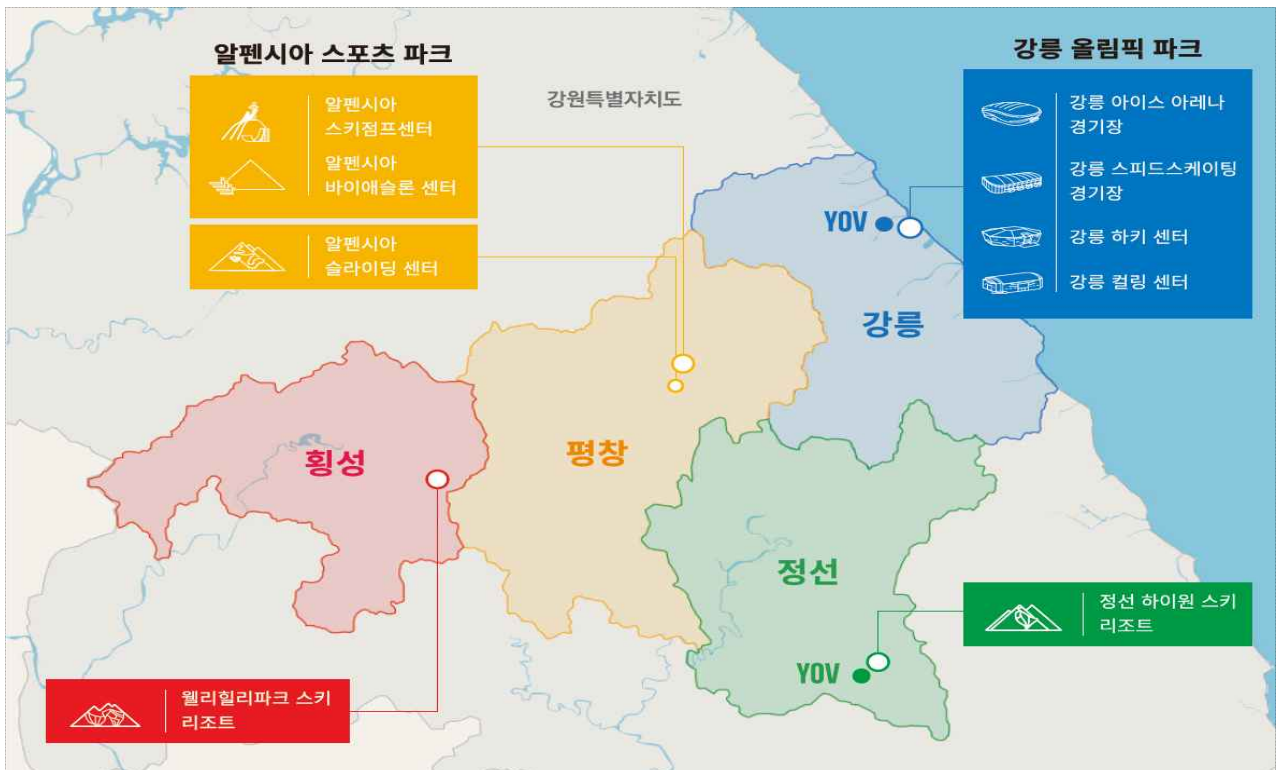 알펜시아 스포츠 파크
알펜시아
스키점프센터
알펜시아
바이애슬론 센터
알펜시아
슬라이딩 센터
강원특별자치도
강릉 올림픽 파크
강릉 아이스 아레나
경기장
강릉 스피드스케이팅
경기장
강릉 하키 센터
강릉 컬링 센터
YOV
강릉
평창
횡성
정선
정선 하이원 스키
리조트
YOV
웰리힐리파크 스키
리조트